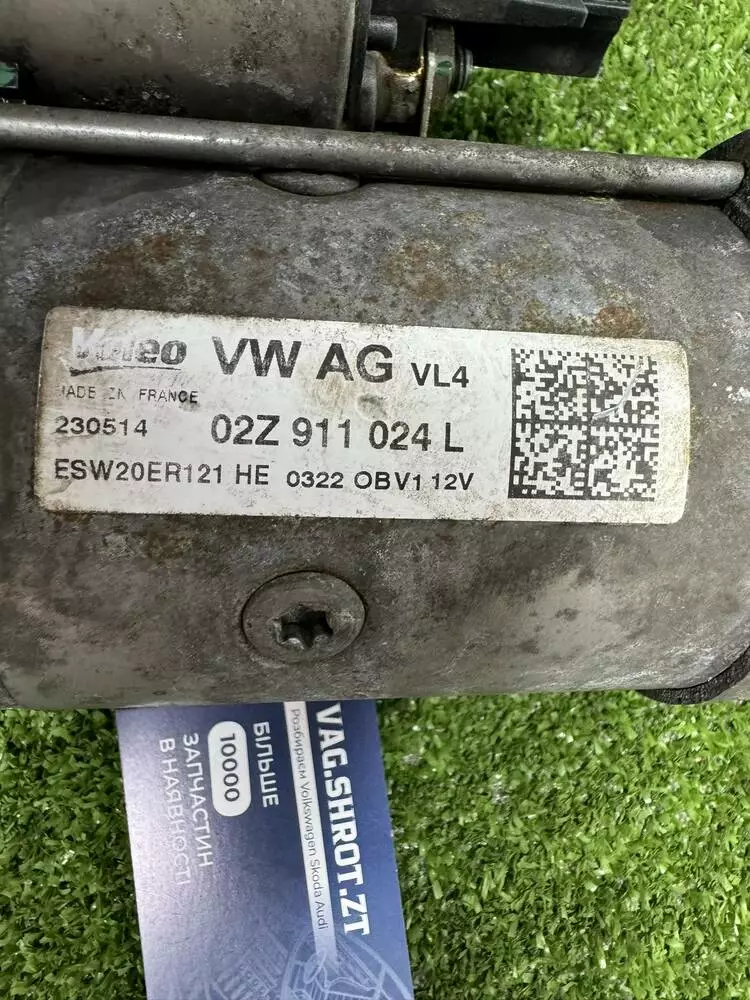 Valeo VW AG VL4
MADE IN FRANCE
230514 02Z 911 024 L
ESW20ER121 HE 0322 OBV1 12V
VAG.SHROT.ZT
Розбираєм Volkswagen Skoda Audi
БІЛЬШЕ
10000
ЗАПЧАСТИН
В НАЯВНОСТІ